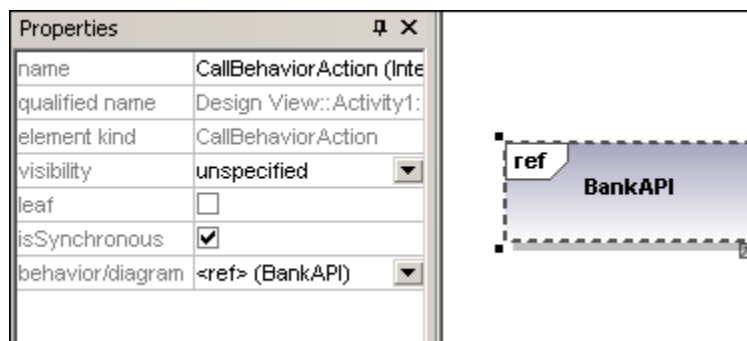 Properties
name CallBehaviorAction (Inte
qualified name Design View::Activity1:
element kind CallBehaviorAction
visibility unspecified
leaf
isSynchronous
behavior/diagram <ref> (BankAPI)
ref
BankAPI